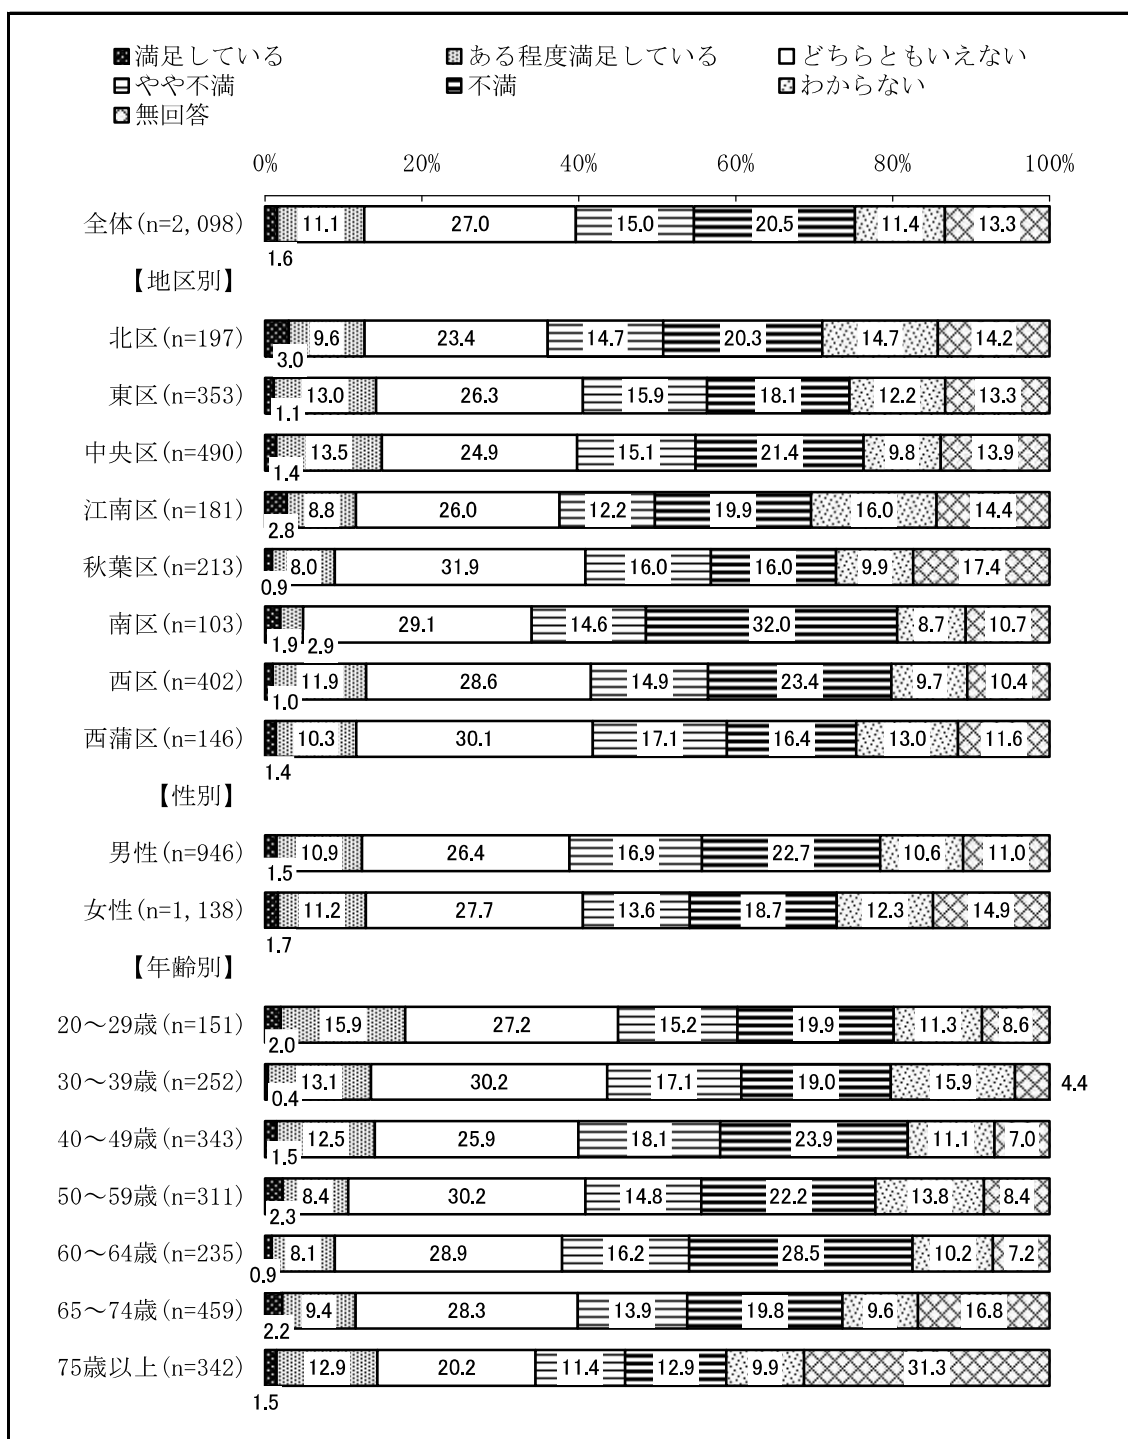 満足している ある程度満足している どちらともいえない
やや不満 不満 わからない
無回答
0% 20% 40% 60% 80% 100%
全体(n=2,098) 11.1 27.0 15.0 20.5 11.4 13.3
1.6
【地区別】
北区(n=197) 9.6 23.4 14.7 20.3 14.7 14.2
3.0
東区(n=353) 13.0 26.3 15.9 18.1 12.2 13.3
1.1
中央区(n=490) 13.5 24.9 15.1 21.4 9.8 13.9
1.4
江南区(n=181) 8.8 26.0 12.2 19.9 16.0 14.4
2.8
秋葉区(n=213) 8.0 31.9 16.0 16.0 9.9 17.4
0.9
南区(n=103) 29.1 14.6 32.0 8.7 10.7
1.9 2.9
西区(n=402) 11.9 28.6 14.9 23.4 9.7 10.4
1.0
西蒲区(n=146) 10.3 30.1 17.1 16.4 13.0 11.6
1.4
【性別】
男性(n=946) 10.9 26.4 16.9 22.7 10.6 11.0
1.5
女性(n=1,138) 11.2 27.7 13.6 18.7 12.3 14.9
1.7
【年齢別】
20～29歳(n=151) 15.9 27.2 15.2 19.9 11.3 8.6
2.0
30～39歳(n=252) 13.1 30.2 17.1 19.0 15.9 4.4
0.4
40～49歳(n=343) 12.5 25.9 18.1 23.9 11.1 7.0
1.5
50～59歳(n=311) 8.4 30.2 14.8 22.2 13.8 8.4
2.3
60～64歳(n=235) 8.1 28.9 16.2 28.5 10.2 7.2
0.9
65～74歳(n=459) 9.4 28.3 13.9 19.8 9.6 16.8
2.2
75歳以上(n=342) 12.9 20.2 11.4 12.9 9.9 31.3
1.5